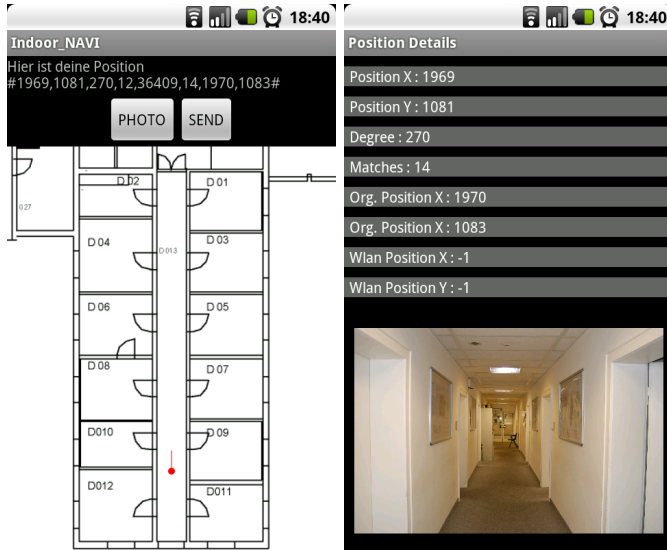 18:40
Indoor_NAVI
Hier ist deine Position
#1969,1081,270,12,36409,14,1970,1083#
PHOTO SEND
D 02
D 01
027
D 04
D 03
D 013
D 06
D 05
D 08
D 07
D010
D 09
D012
D011
18:40
Position Details
Position X : 1969
Position Y : 1081
Degree : 270
Matches : 14
Org. Position X : 1970
Org. Position X : 1083
Wlan Position X : -1
Wlan Position Y : -1